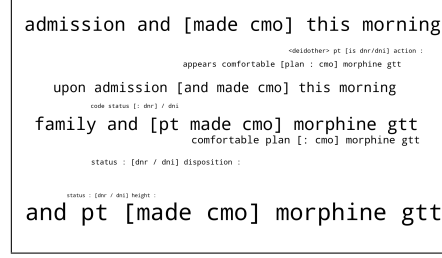 admission and [made cmo] this morning
<deidother> pt [is dnr/dni] action :
appears comfortable [plan : cmo] morphine gtt
upon admission [and made cmo] this morning
code status [: dnr] / dni
family and [pt made cmo] morphine gtt
comfortable plan [: cmo] morphine gtt
status : [dnr / dni] disposition :
status : [dnr / dni] height :
and pt [made cmo] morphine gtt